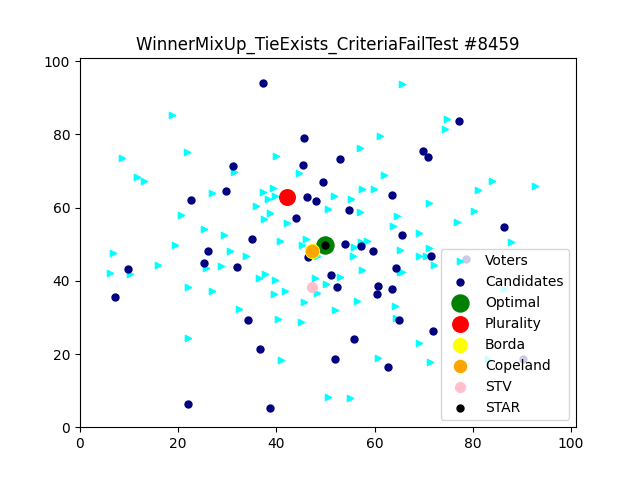 WinnerMixUp_TieExists_CriteriaFailTest #8459
100
80
60
40
20
0
0 20 40 60 80 100
Voters
Candidates
Optimal
Plurality
Borda
Copeland
STV
STAR